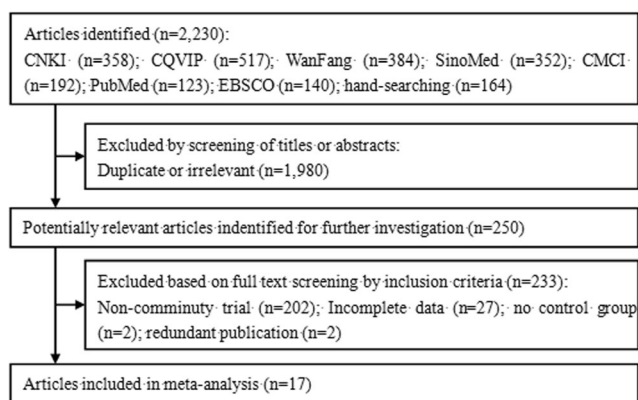 Articles identified (n=2,230):
CNKI (n=358); CQVIP (n=517); WanFang (n=384); SinoMed (n=352); CMCI
(n=192); PubMed (n=123); EBSCO (n=140); hand-searching (n=164)
Excluded by screening of titles or abstracts:
Duplicate or irrelevant (n=1,980)
Potentially relevant articles indentified for further investigation (n=250)
Excluded based on full text screening by inclusion criteria (n=233):
Non-comminuty trial (n=202); Incomplete data (n=27); no control group
(n=2); redundant publication (n=2)
Articles included in meta-analysis (n=17)